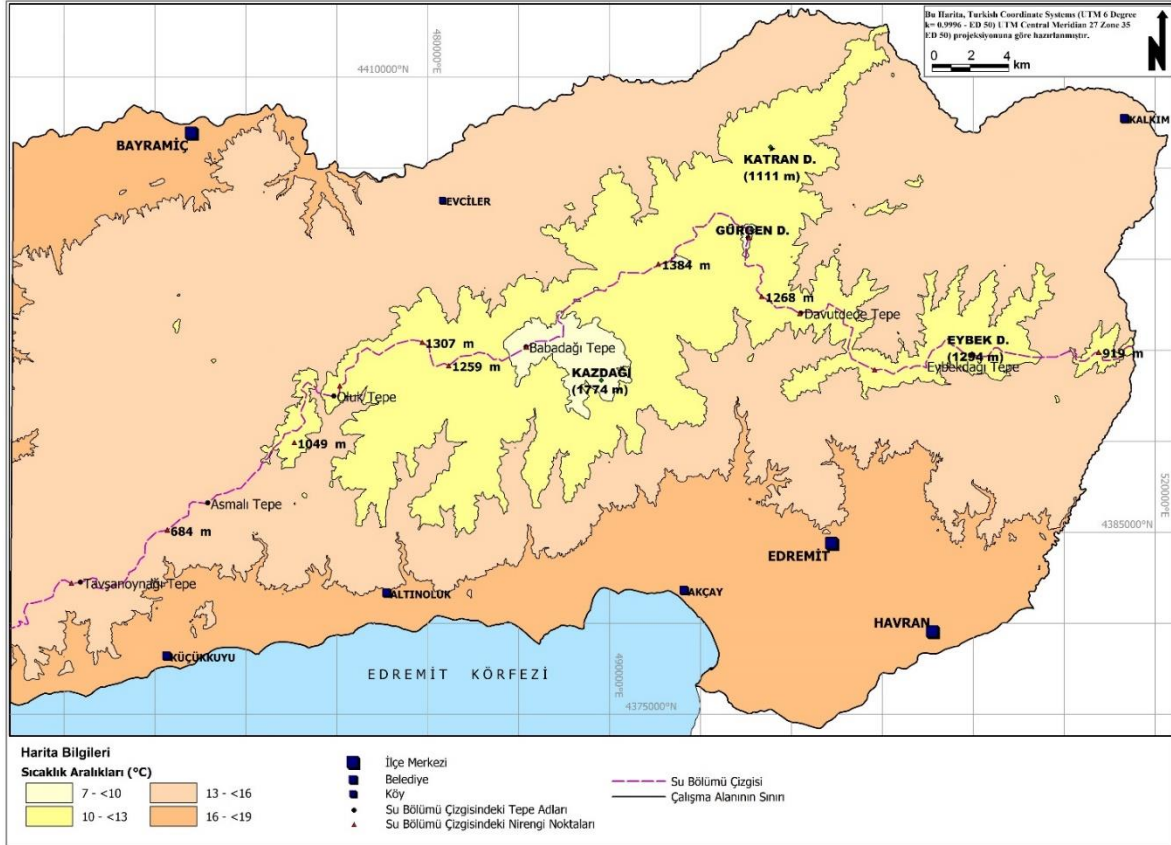 Bu Harita, Turkish Coordinate Systems (UTM 6 Degree
k= 0.9996 - ED 50) UTM Central Meridian 27 Zone 35
ED 50) projeksiyonuna göre hazırlanmıştır.
0 2 4 km
N
480000°E
4410000°N
BAYRAMİÇ
KALKIM
KATRAN D.
(1111 m)
EVCİLER
GÜRGEN D.
1384 m
1268 m
Davutdede Tepe
1307 m
Babadağı Tepe
EYBEK D.
(1294 m)
919 m
1259 m
KAZDAĞI
(1774 m)
Eybekdağı Tepe
Oluk Tepe
1049 m
520000°E
Asmalı Tepe
684 m
4385000°N
EDREMİT
Tavşanoynağı Tepe
ALTINOLUK
AKÇAY
HAVRAN
KÜÇÜKKUYU
EDREMİT KÖRFEZİ
490000°E
4375000°N
Harita Bilgileri
Sıcaklık Aralıkları (°C)
7 - <10
13 - <16
10 - <13
16 - <19
İlçe Merkezi
Belediye
Köy
Su Bölümü Çizgisindeki Tepe Adları
Su Bölümü Çizgisindeki Nirengi Noktaları
Su Bölümü Çizgisi
Çalışma Alanının Sınırı